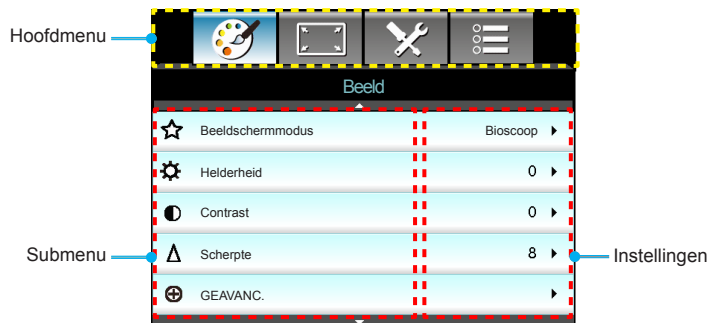 Hoofdmenu
Beeld
Beeldschermmodus Bioscoop
Helderheid 0
Contrast 0
Submenu
Scherpte 8
Instellingen
GEAVANC.